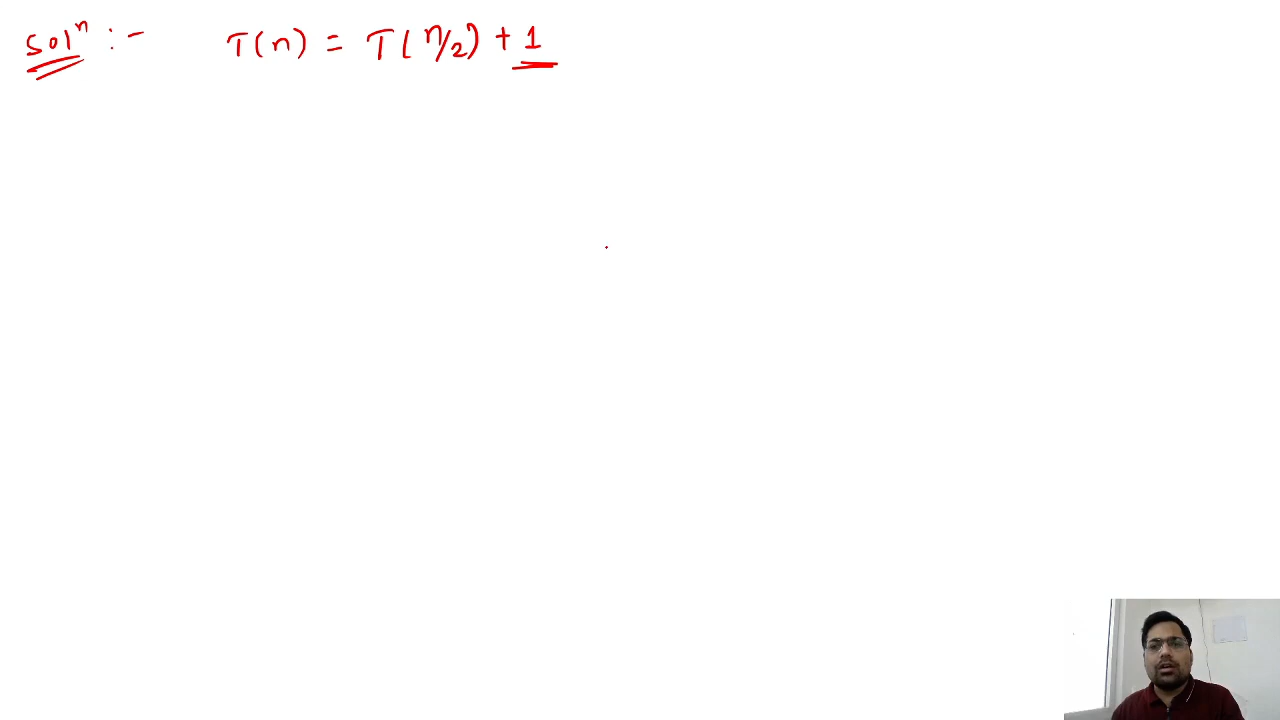 Solⁿ :- T(n) = T(n/2) + 1